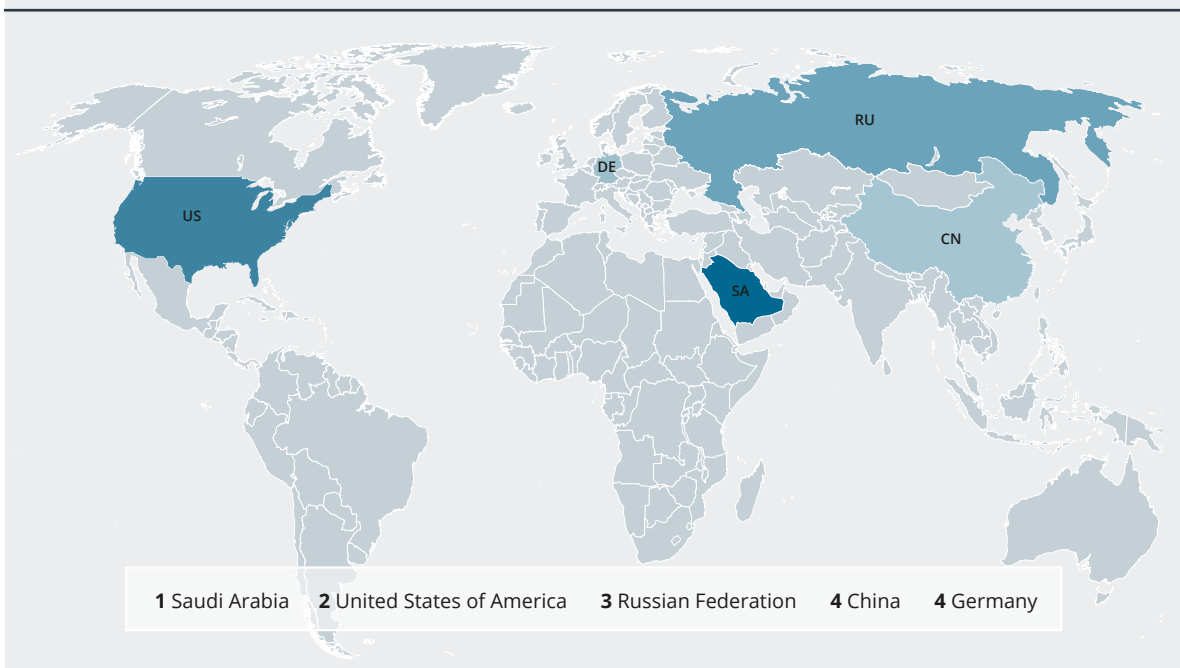 RU
DE
US
CN
SA
1 Saudi Arabia 2 United States of America 3 Russian Federation 4 China 4 Germany